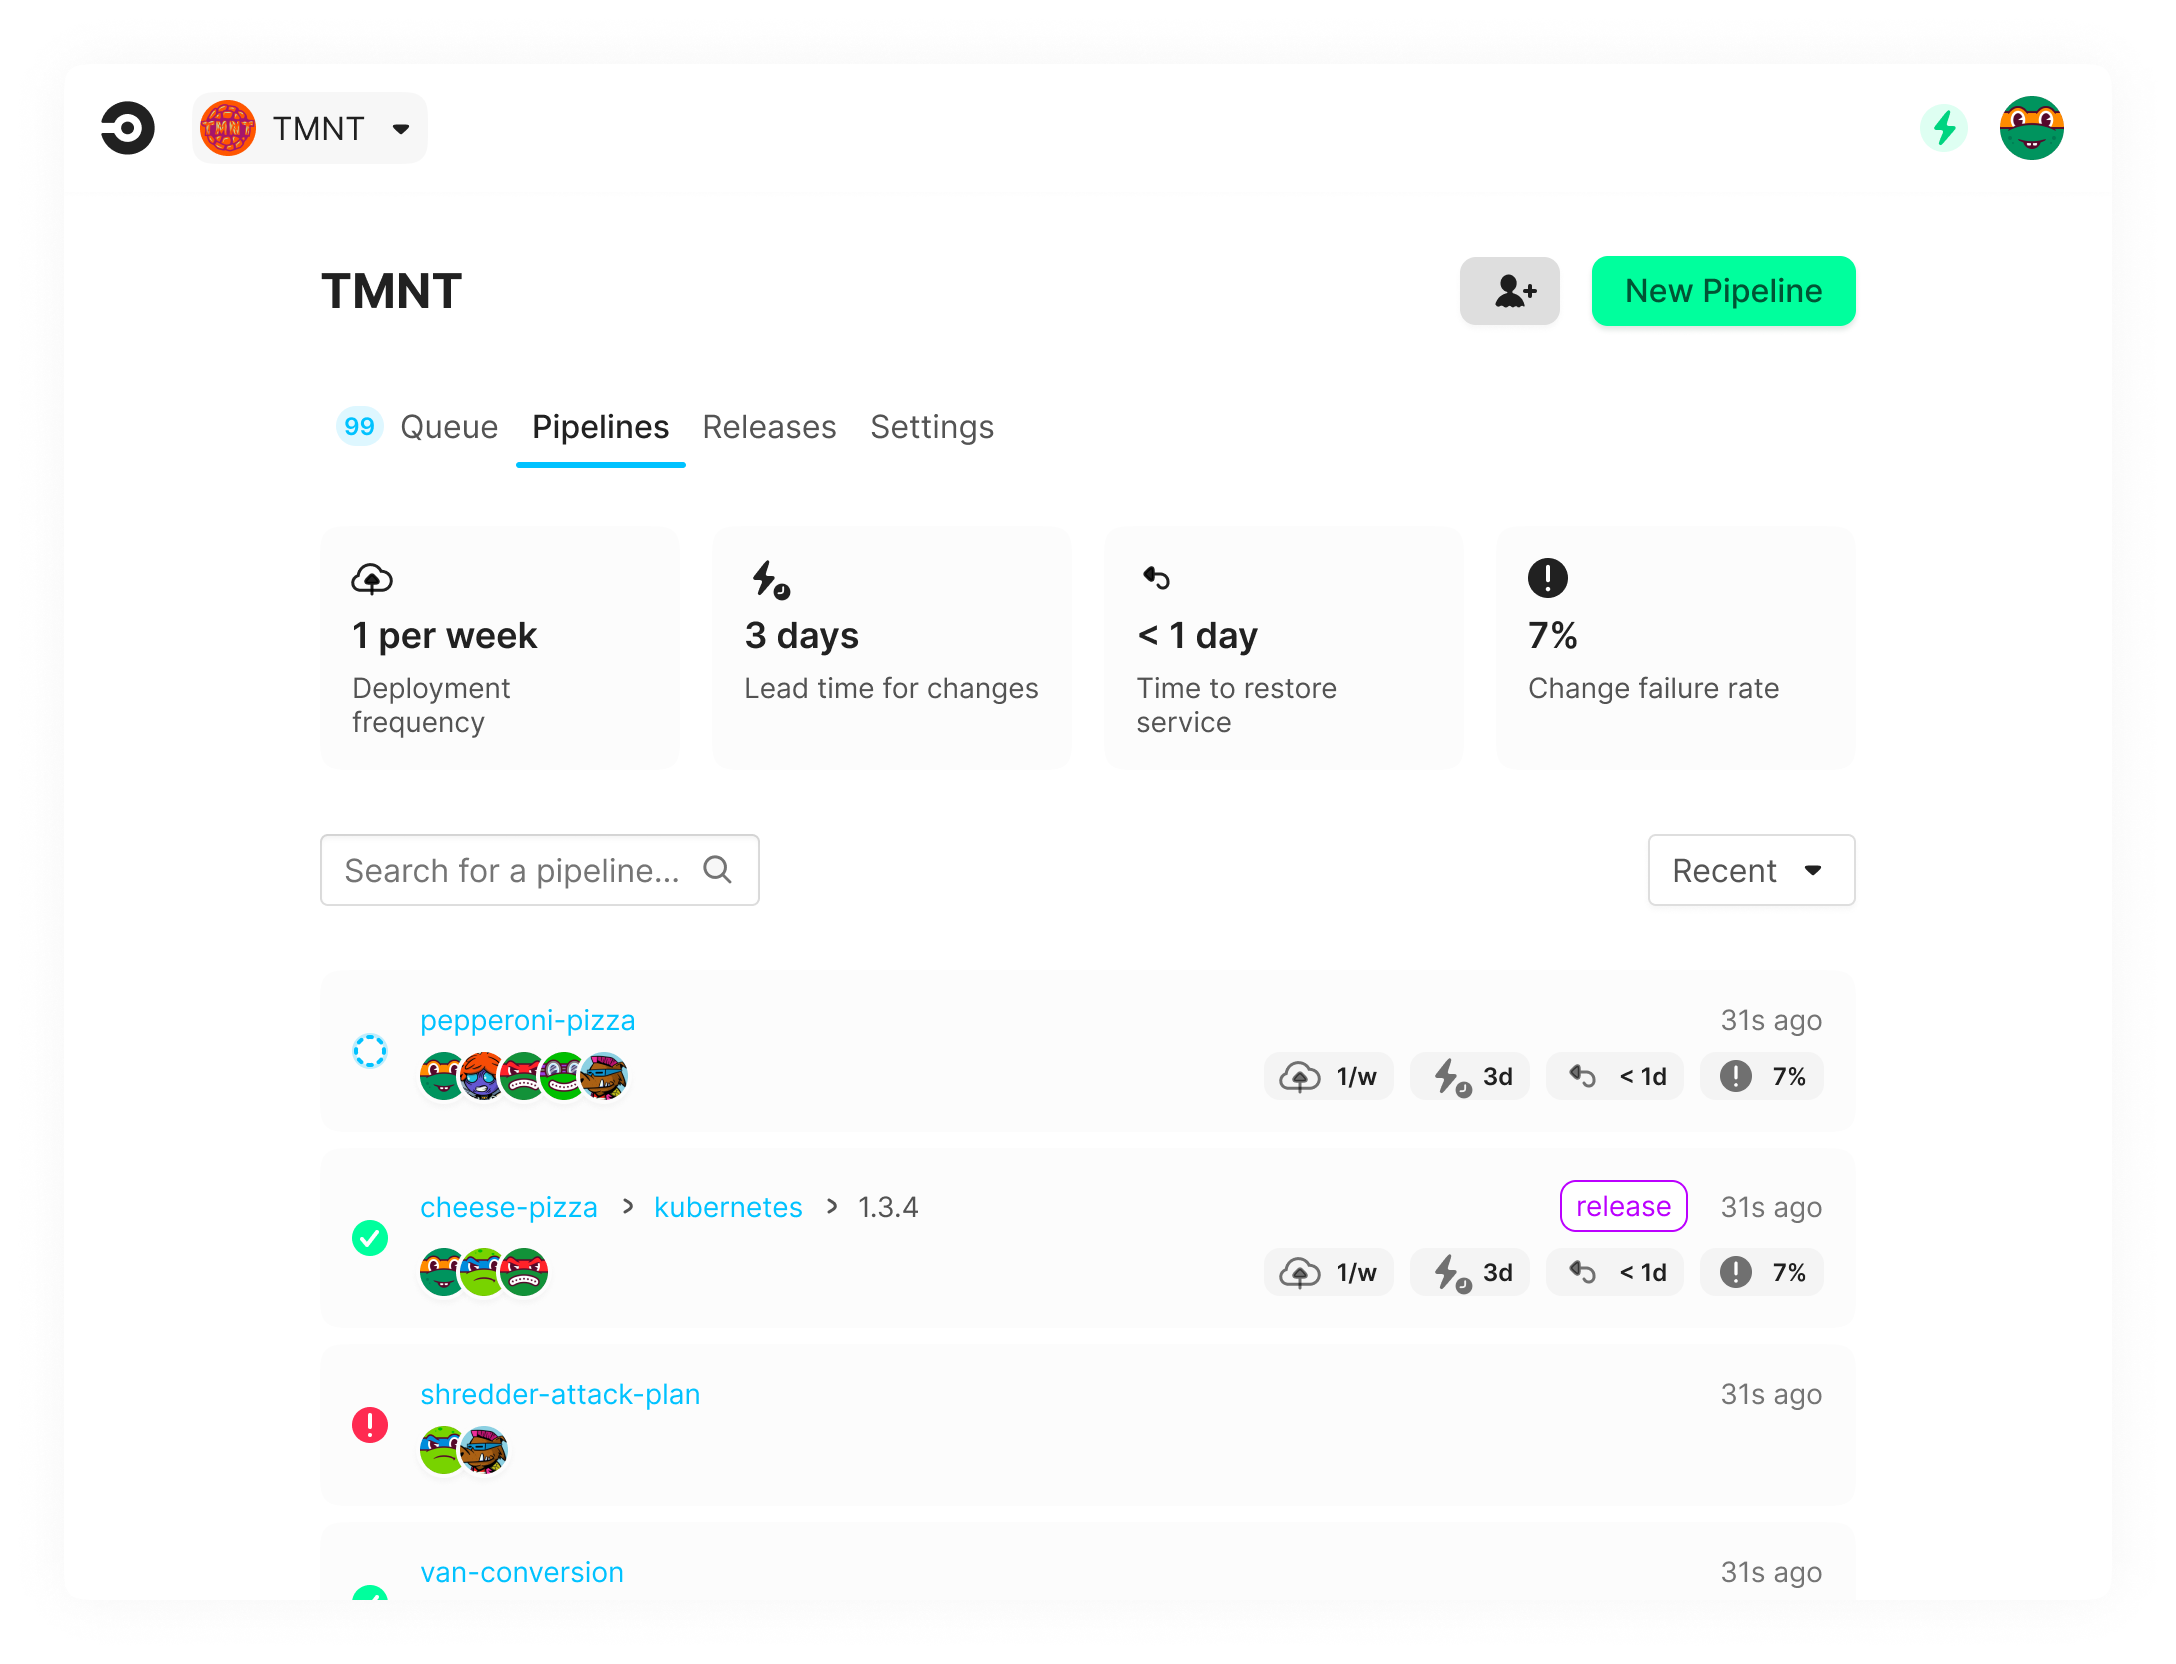 TMNT TMNT
TMNT
New Pipeline
99 Queue Pipelines Releases Settings
1 per week
Deployment
frequency
3 days
Lead time for changes
< 1 day
Time to restore
service
7%
Change failure rate
Search for a pipeline...
Recent
pepperoni-pizza
31s ago
1/w 3d < 1d 7%
cheese-pizza > kubernetes > 1.3.4
release 31s ago
1/w 3d < 1d 7%
shredder-attack-plan
31s ago
van-conversion
31s ago